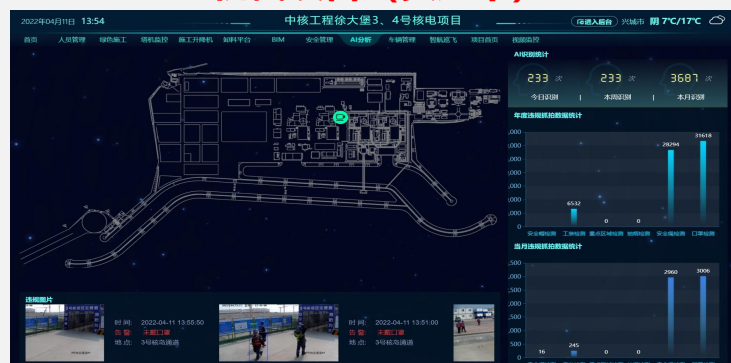 2022年04月11日 13:54
中核工程徐大堡3、4号核电项目
进入后台 兴城市 阴 7℃/17℃
首页 人员管理 绿色施工 塔机监控 施工升降机 卸料平台 BIM 安全管理 AI分析 车辆管理 智航巡飞 项目首页 视频监控
AI识别统计
233 次 233 次 3687 次
今日识别 | 本周识别 | 本月识别
年度违规抓拍数据统计
31618
28294
6532
0 0
0
安全帽检测 工服检测 重点区域检测 抽烟检测 安全绳检测 口罩检测
当月违规抓拍数据统计
2960 3006
500
245
16 0 0
0
违规图片
时 间: 2022-04-11 13:55:50
告 警: 未戴口罩
地 点: 3号核岛通道
时 间: 2022-04-11 13:51:00
告 警: 未戴口罩
地 点: 3号核岛通道